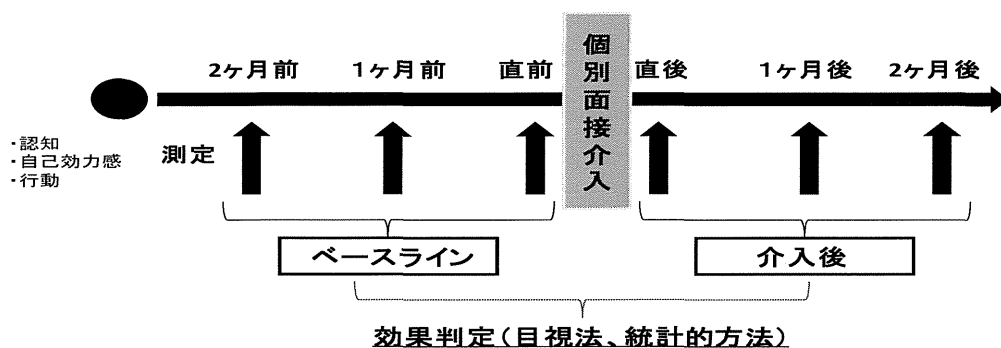 2ヶ月前
1ヶ月前
直前
個別面接介入
直後
1ヶ月後
2ヶ月後
・認知
・自己効力感
・行動
測定
ベースライン
介入後
効果判定(目視法、統計的方法)